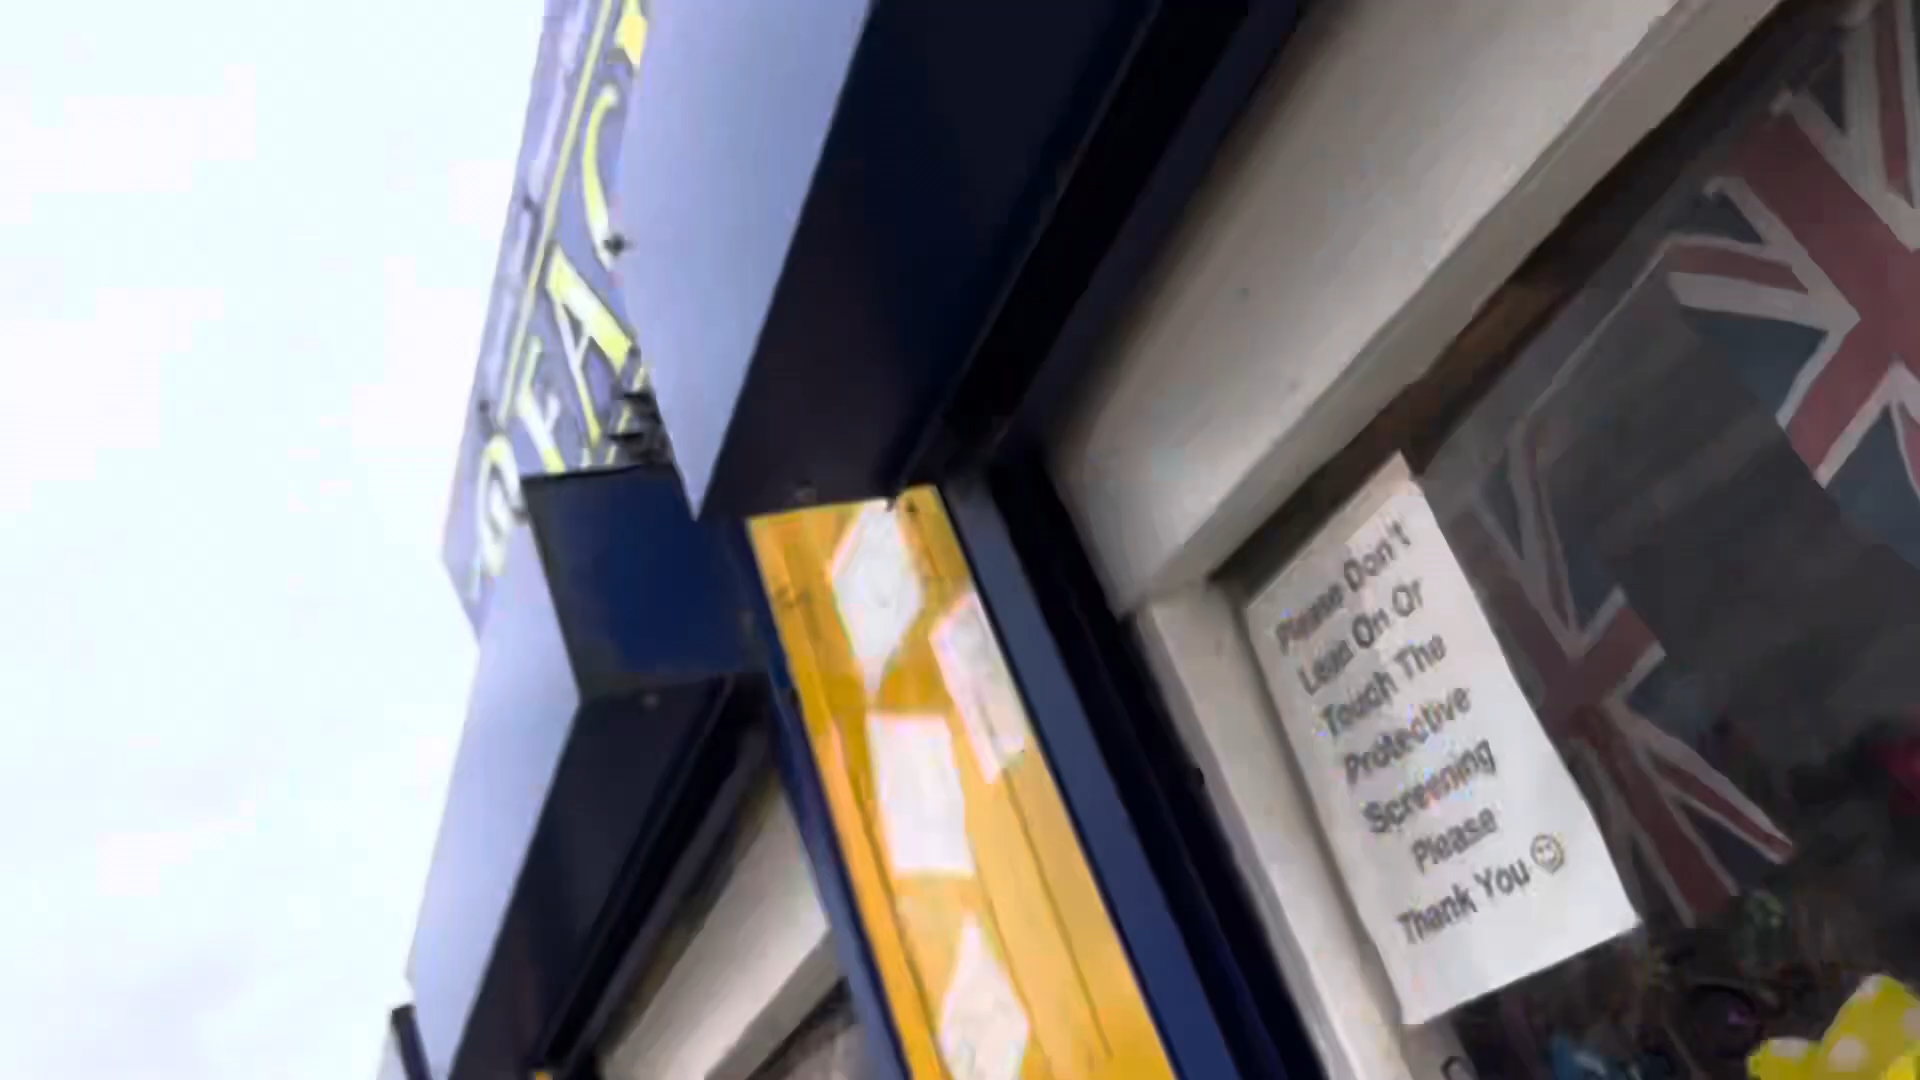 Please Don't
Lean On Or
Touch The
Protective
Screening
Please
Thank You ☺